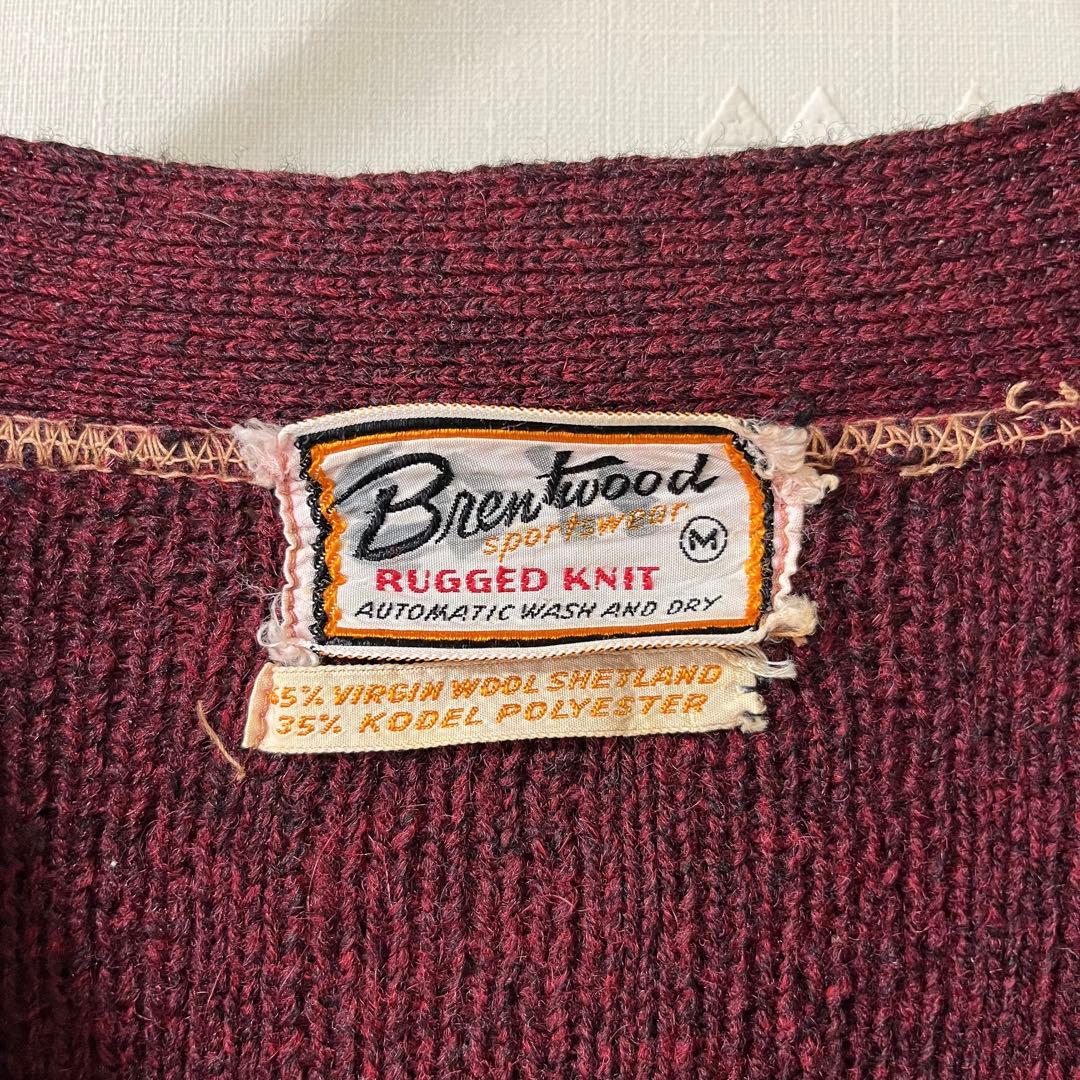 Brentwood
sportswear
M
RUGGED KNIT
AUTOMATIC WASH AND DRY
65% VIRGIN WOOL SHETLAND
35% KODEL POLYESTER